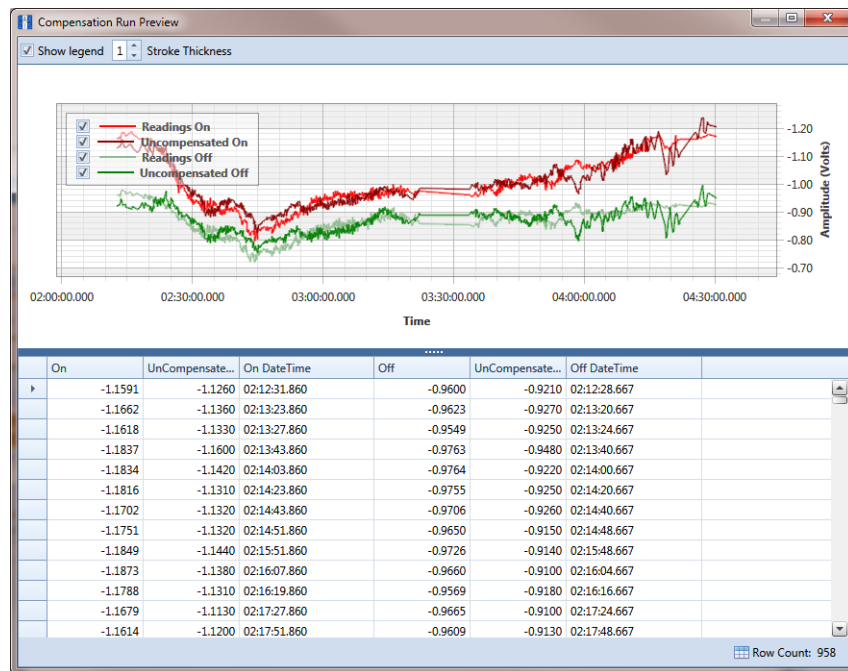 Compensation Run Preview
Show legend 1 Stroke Thickness
Readings On
Uncompensated On
Readings Off
Uncompensated Off
-1.20
-1.10
-1.00
-0.90
-0.80
-0.70
Amplitude (Volts)
02:00:00.000 02:30:00.000 03:00:00.000 03:30:00.000 04:00:00.000 04:30:00.000
Time
On UnCompensate... On DateTime Off UnCompensate... Off DateTime
-1.1591 -1.1260 02:12:31.860 -0.9600 -0.9210 02:12:28.667
-1.1662 -1.1360 02:13:23.860 -0.9623 -0.9270 02:13:20.667
-1.1618 -1.1330 02:13:27.860 -0.9549 -0.9250 02:13:24.667
-1.1837 -1.1600 02:13:43.860 -0.9763 -0.9480 02:13:40.667
-1.1834 -1.1420 02:14:03.860 -0.9764 -0.9220 02:14:00.667
-1.1816 -1.1310 02:14:23.860 -0.9755 -0.9250 02:14:20.667
-1.1702 -1.1320 02:14:43.860 -0.9706 -0.9260 02:14:40.667
-1.1751 -1.1320 02:14:51.860 -0.9650 -0.9150 02:14:48.667
-1.1849 -1.1440 02:15:51.860 -0.9726 -0.9140 02:15:48.667
-1.1873 -1.1380 02:16:07.860 -0.9660 -0.9100 02:16:04.667
-1.1788 -1.1310 02:16:19.860 -0.9569 -0.9180 02:16:16.667
-1.1679 -1.1130 02:17:27.860 -0.9665 -0.9100 02:17:24.667
-1.1614 -1.1200 02:17:51.860 -0.9609 -0.9130 02:17:48.667
Row Count: 958